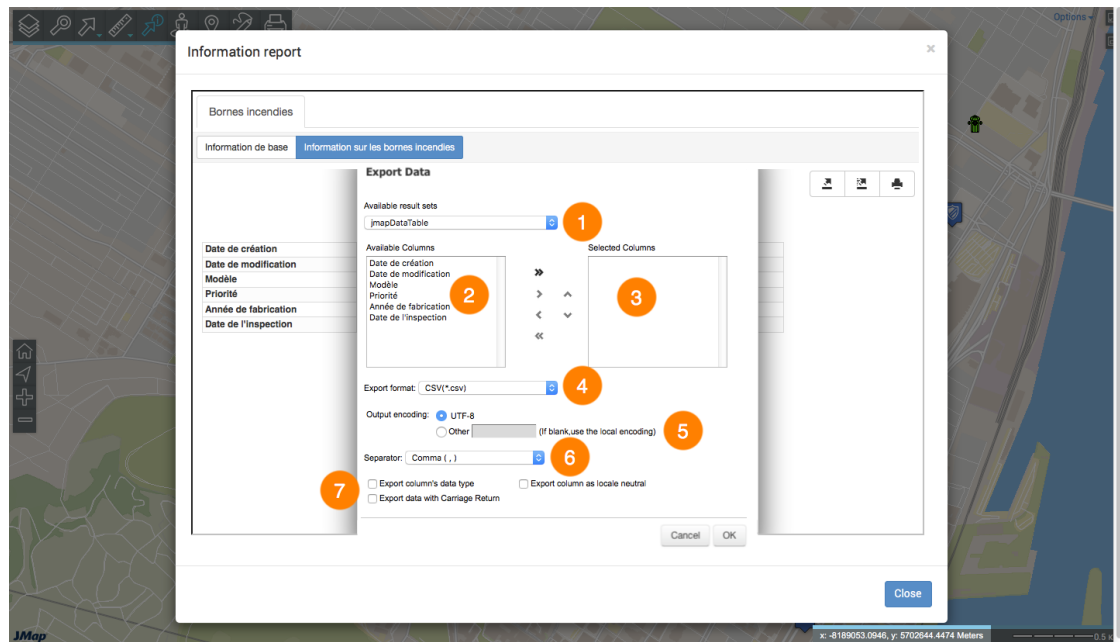 Options
Information report
×
Bornes incendies
Information de base
Information sur les bornes incendies
Export Data
Available result sets
jmapDataTable
1
Available Columns
Selected Columns
Date de création
Date de modification
Modèle
Priorité
Année de fabrication
Date de l'inspection
Date de création
Date de modification
Modèle
Priorité
Année de fabrication
Date de l'inspection
2
3
Export format: CSV(*.csv)
4
Output encoding: UTF-8
Other (If blank,use the local encoding)
5
Separator: Comma ( , )
6
7
Export column's data type
Export column as locale neutral
Export data with Carriage Return
Cancel
OK
Close
JMap
x: -8189053.0946, y: 5702644.4474 Meters